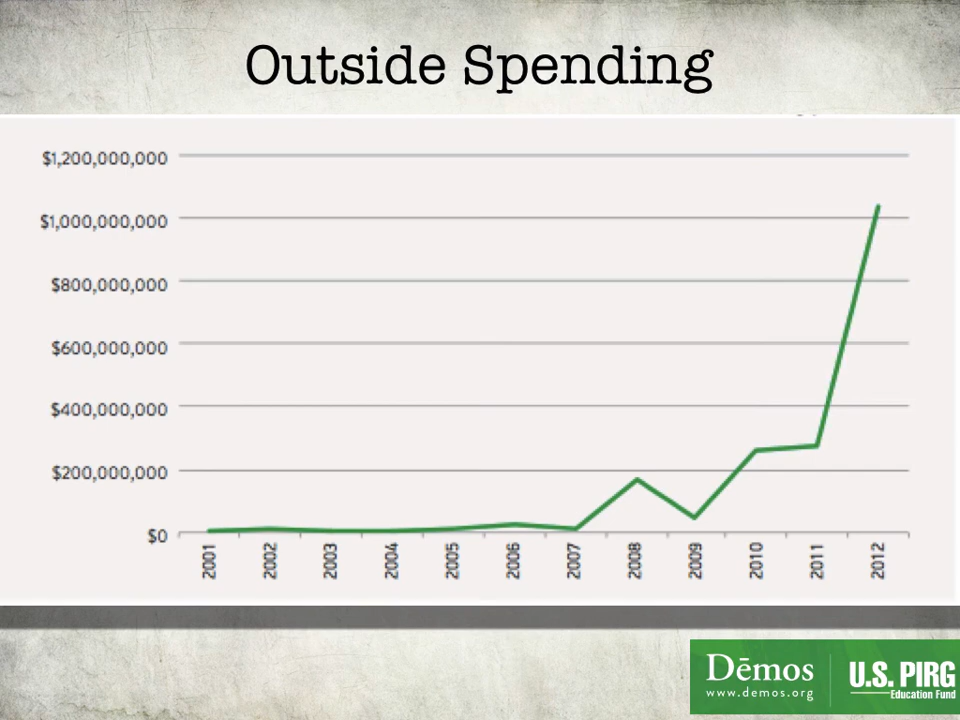 Outside Spending
$1,200,000,000
$1,000,000,000
$800,000,000
$600,000,000
$400,000,000
$200,000,000
$0
2001 2002 2003 2004 2005 2006 2007 2008 2009 2010 2011 2012
Dēmos
www.demos.org
U.S. PIRG
Education Fund